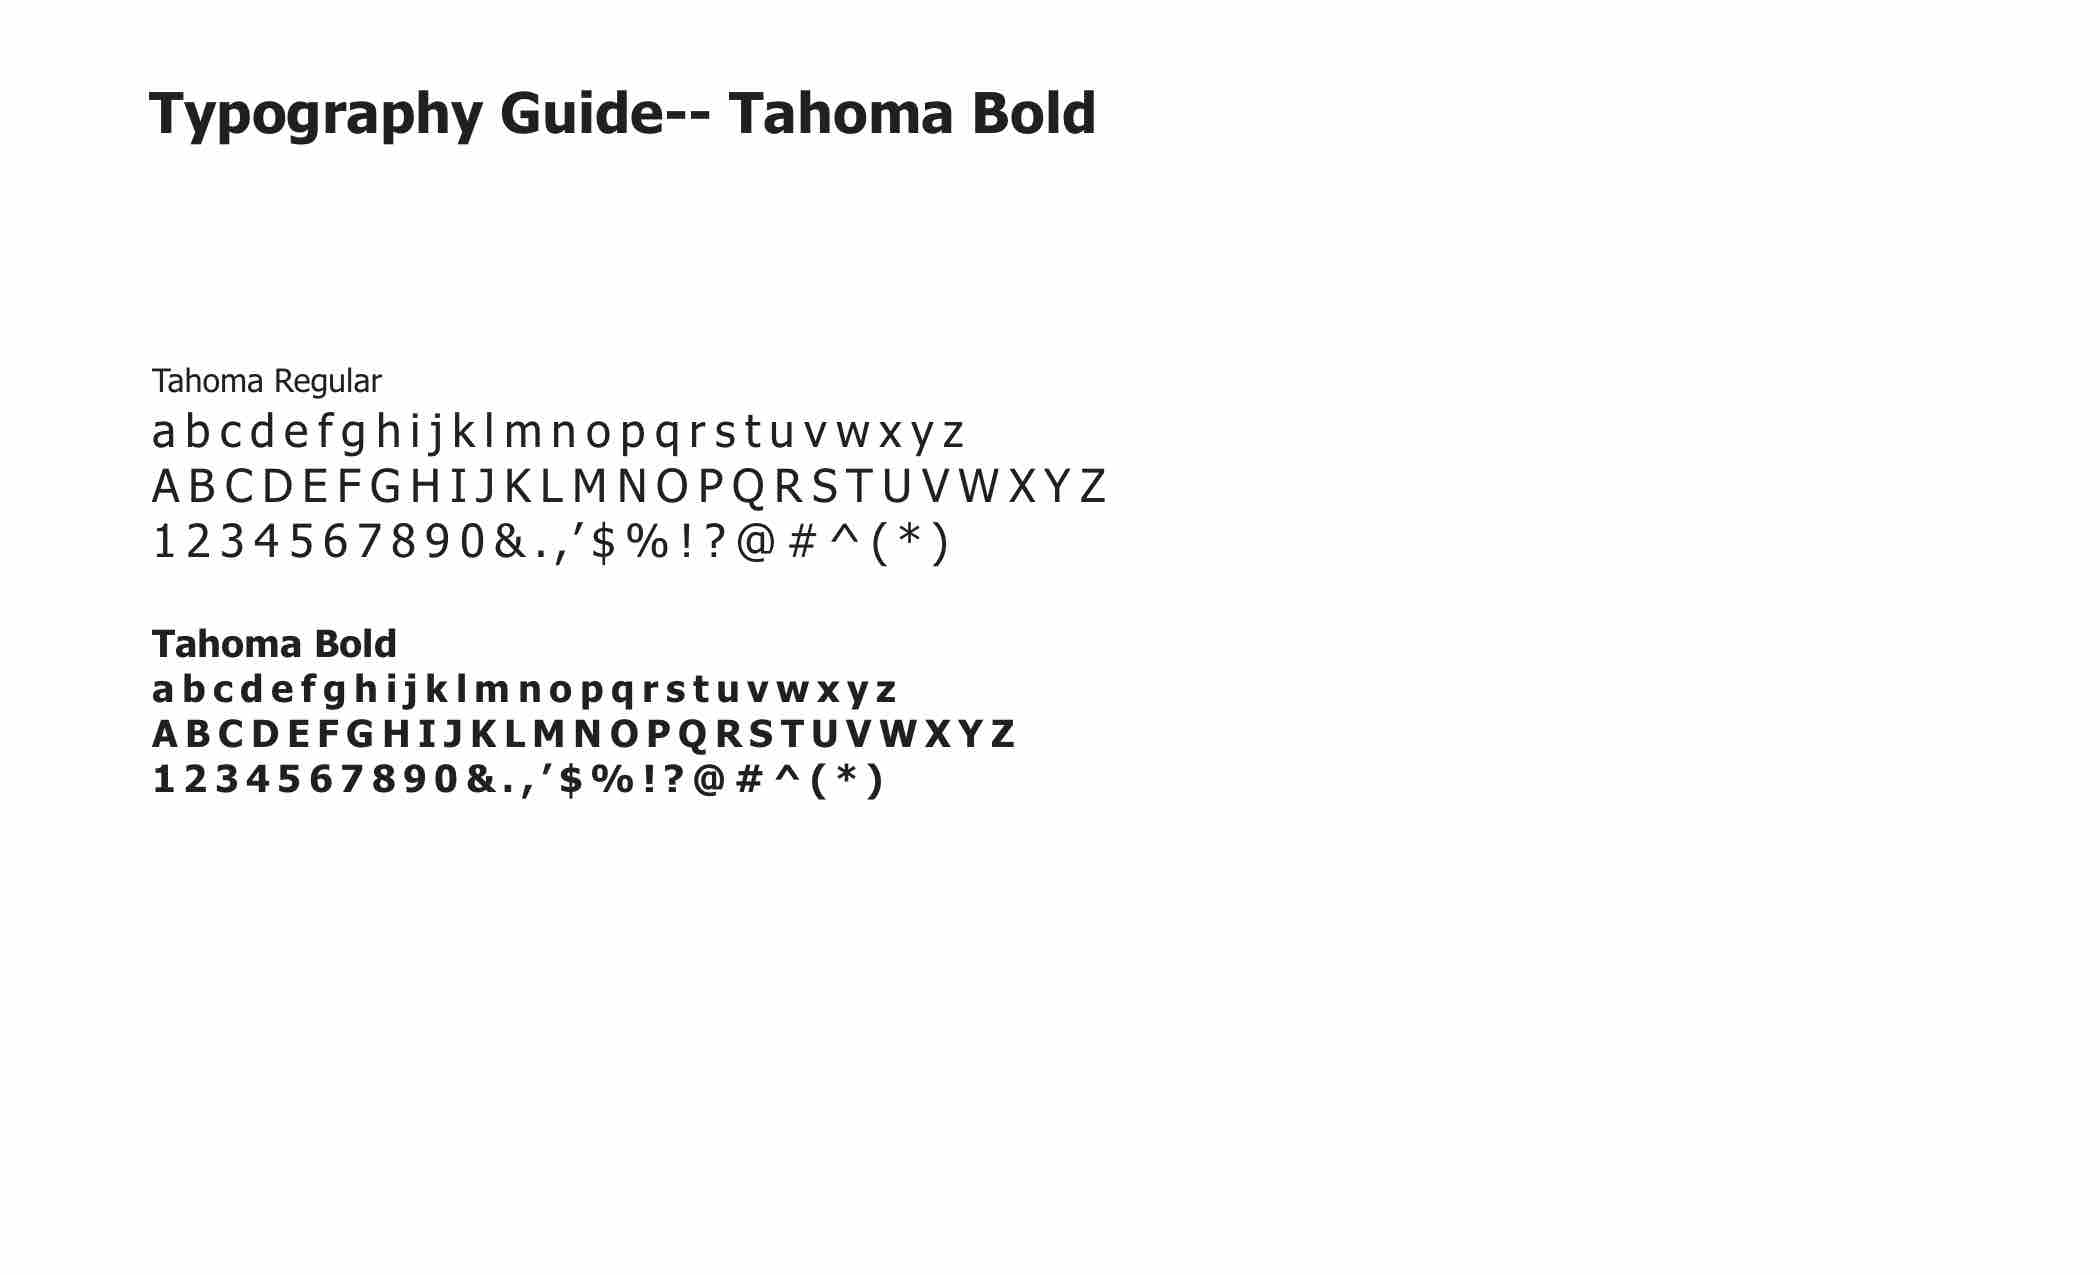 Typography Guide-- Tahoma Bold
Tahoma Regular
a b c d e f g h i j k l m n o p q r s t u v w x y z
A B C D E F G H I J K L M N O P Q R S T U V W X Y Z
1 2 3 4 5 6 7 8 9 0 & . , ’ $ % ! ? @ # ^ ( * )
Tahoma Bold
a b c d e f g h i j k l m n o p q r s t u v w x y z
A B C D E F G H I J K L M N O P Q R S T U V W X Y Z
1 2 3 4 5 6 7 8 9 0 & . , ’ $ % ! ? @ # ^ ( * )